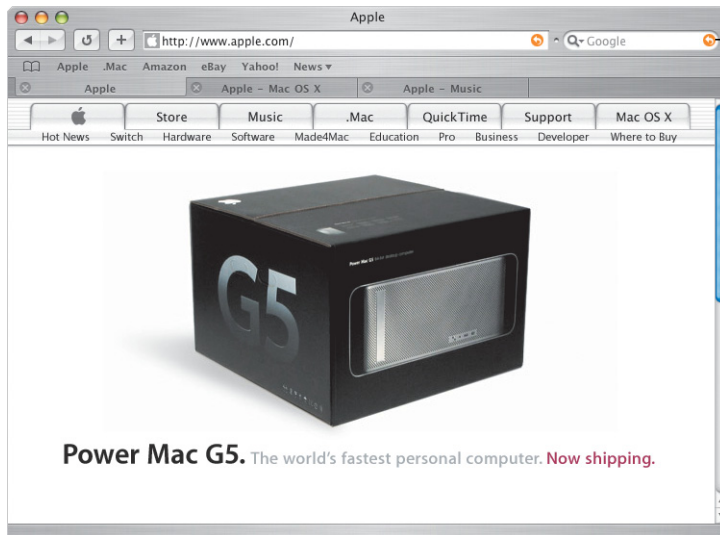 Apple
http://www.apple.com/
Google
Apple .Mac Amazon eBay Yahoo! News
Apple Apple – Mac OS X Apple – Music
Store Music .Mac QuickTime Support Mac OS X
Hot News Switch Hardware Software Made4Mac Education Pro Business Developer Where to Buy
G5
Power Mac G5
Power Mac G5. The world's fastest personal computer. Now shipping.